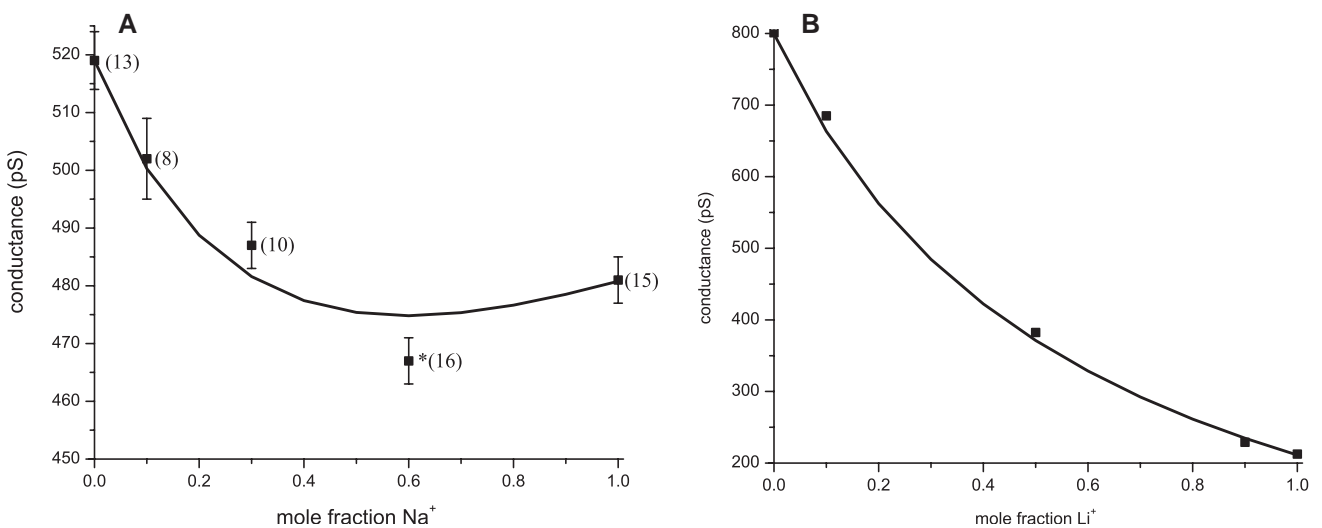 A
520
510
500
490
480
470
460
450
conductance (pS)
(13)
(8)
(10)
*(16)
(15)
0.0 0.2 0.4 0.6 0.8 1.0
mole fraction Na⁺
B
800
700
600
500
400
300
200
conductance (pS)
0.0 0.2 0.4 0.6 0.8 1.0
mole fraction Li⁺